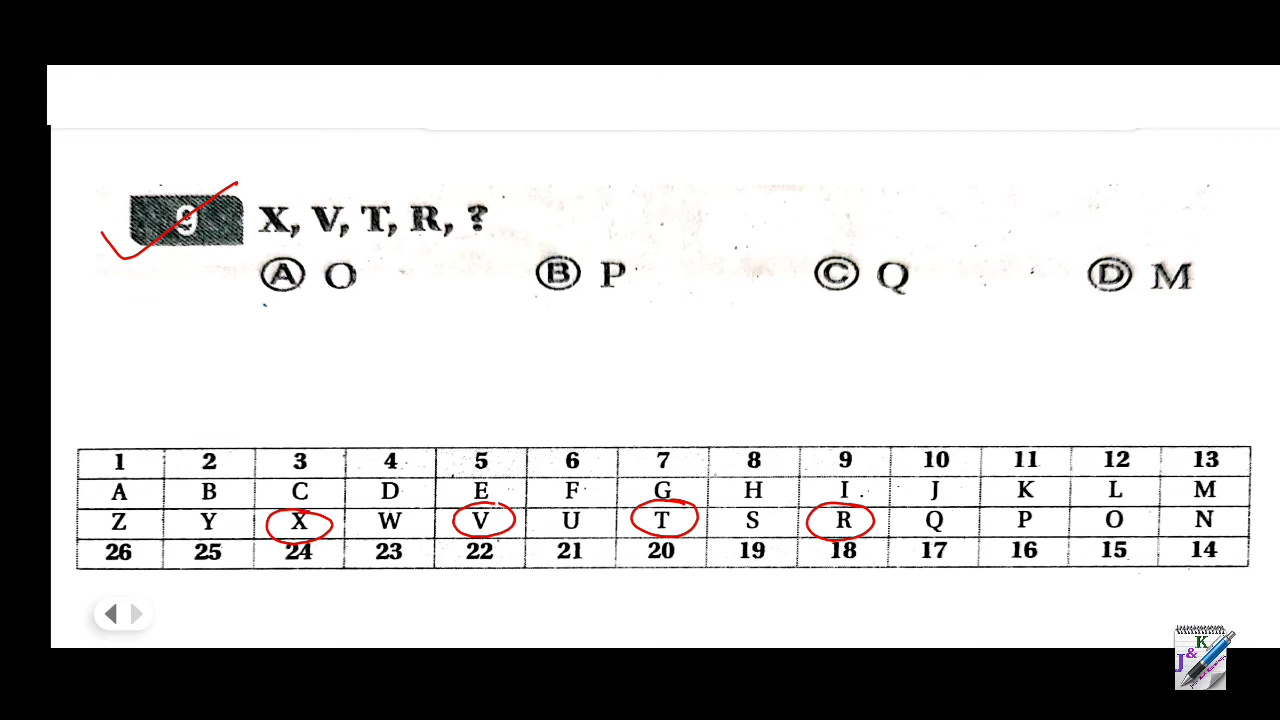 9 X, V, T, R, ?
A O B P C Q D M
1 2 3 4 5 6 7 8 9 10 11 12 13
A B C D E F G H I J K L M
Z Y X W V U T S R Q P O N
26 25 24 23 22 21 20 19 18 17 16 15 14
J & K